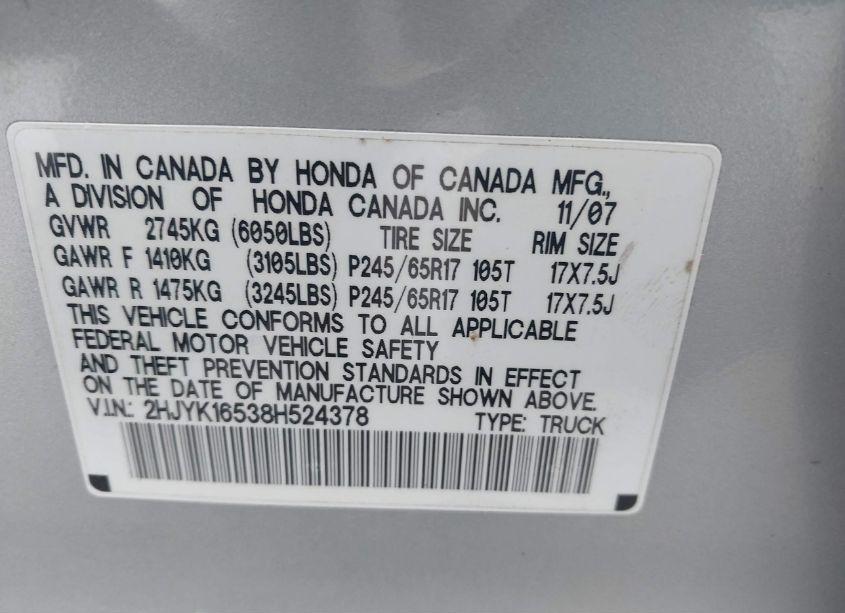 MFD. IN CANADA BY HONDA OF CANADA MFG.,
A DIVISION OF HONDA CANADA INC. 11/07
GVWR 2745KG (6050LBS) TIRE SIZE RIM SIZE
GAWR F 1410KG (3105LBS) P245/65R17 105T 17X7.5J
GAWR R 1475KG (3245LBS) P245/65R17 105T 17X7.5J
THIS VEHICLE CONFORMS TO ALL APPLICABLE
FEDERAL MOTOR VEHICLE SAFETY
AND THEFT PREVENTION STANDARDS IN EFFECT
ON THE DATE OF MANUFACTURE SHOWN ABOVE.
V.I.N.: 2HJYK16538H524378 TYPE: TRUCK